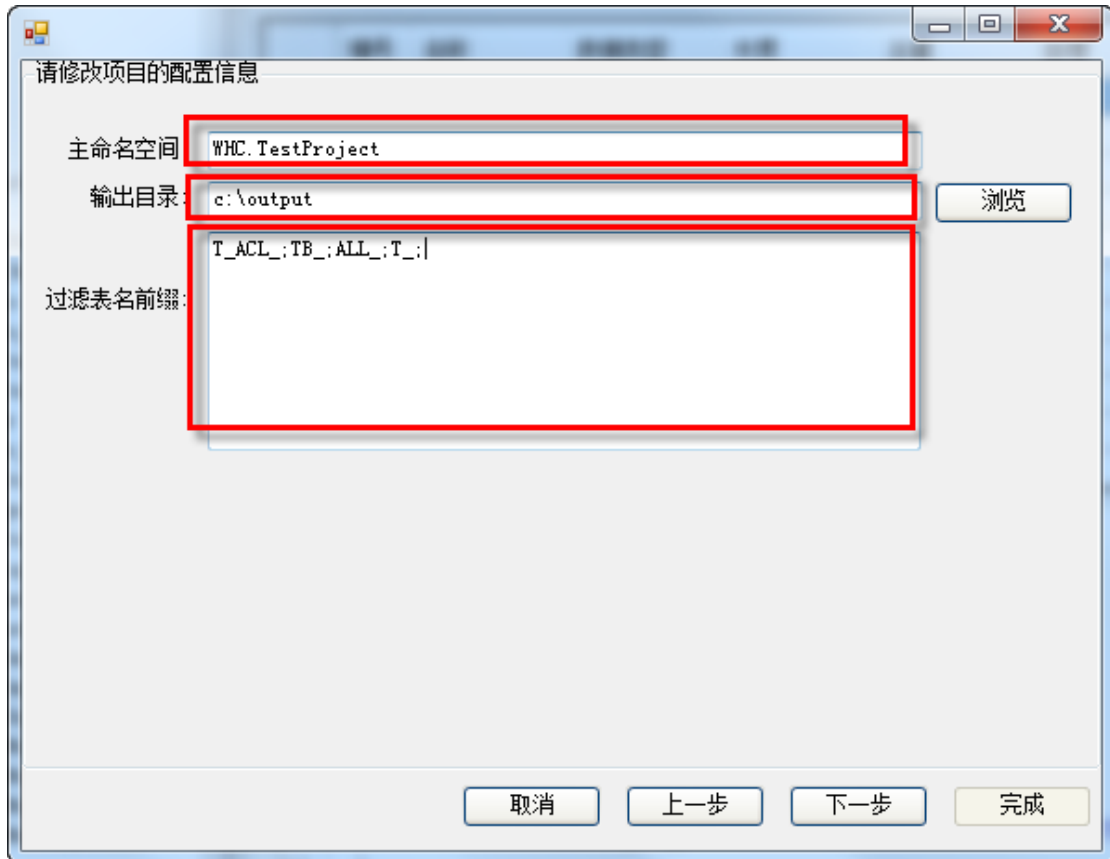 请修改项目的配置信息
主命名空间
WHC.TestProject
输出目录:
c:\output
浏览
T_ACL_;TB_;ALL_;T_;
过滤表名前缀:
取消
上一步
下一步
完成